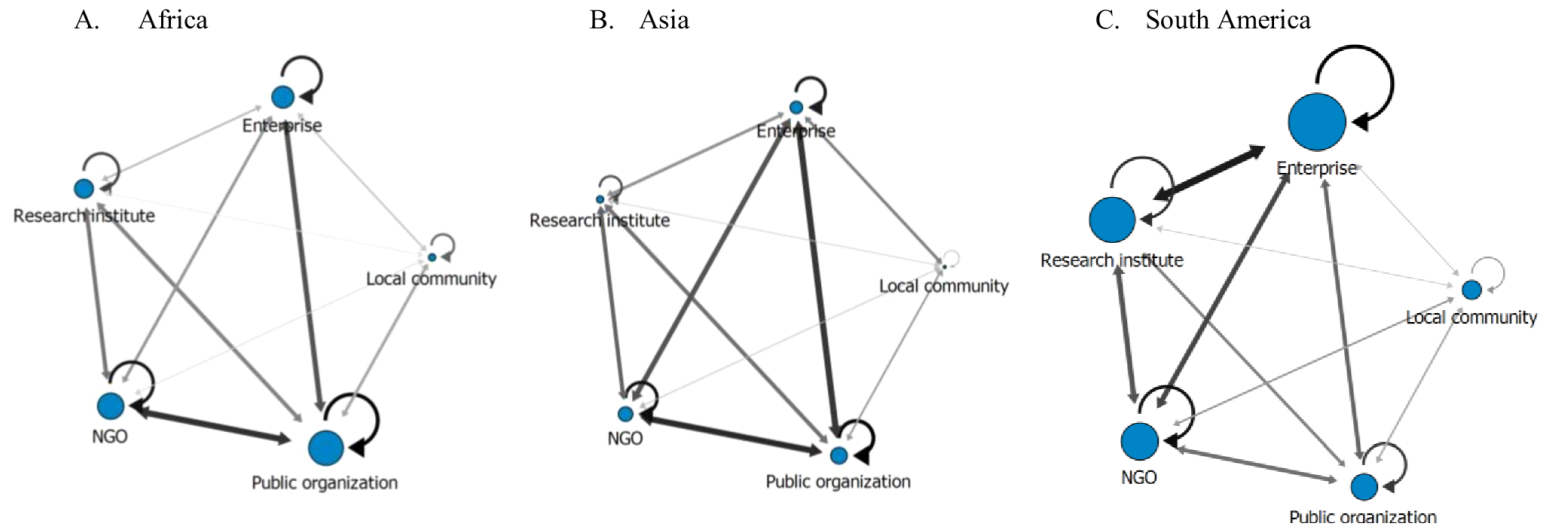 A. Africa
Enterprise
Research institute
Local community
NGO
Public organization
B. Asia
Enterprise
Research institute
Local community
NGO
Public organization
C. South America
Enterprise
Research institute
Local community
NGO
Public organization